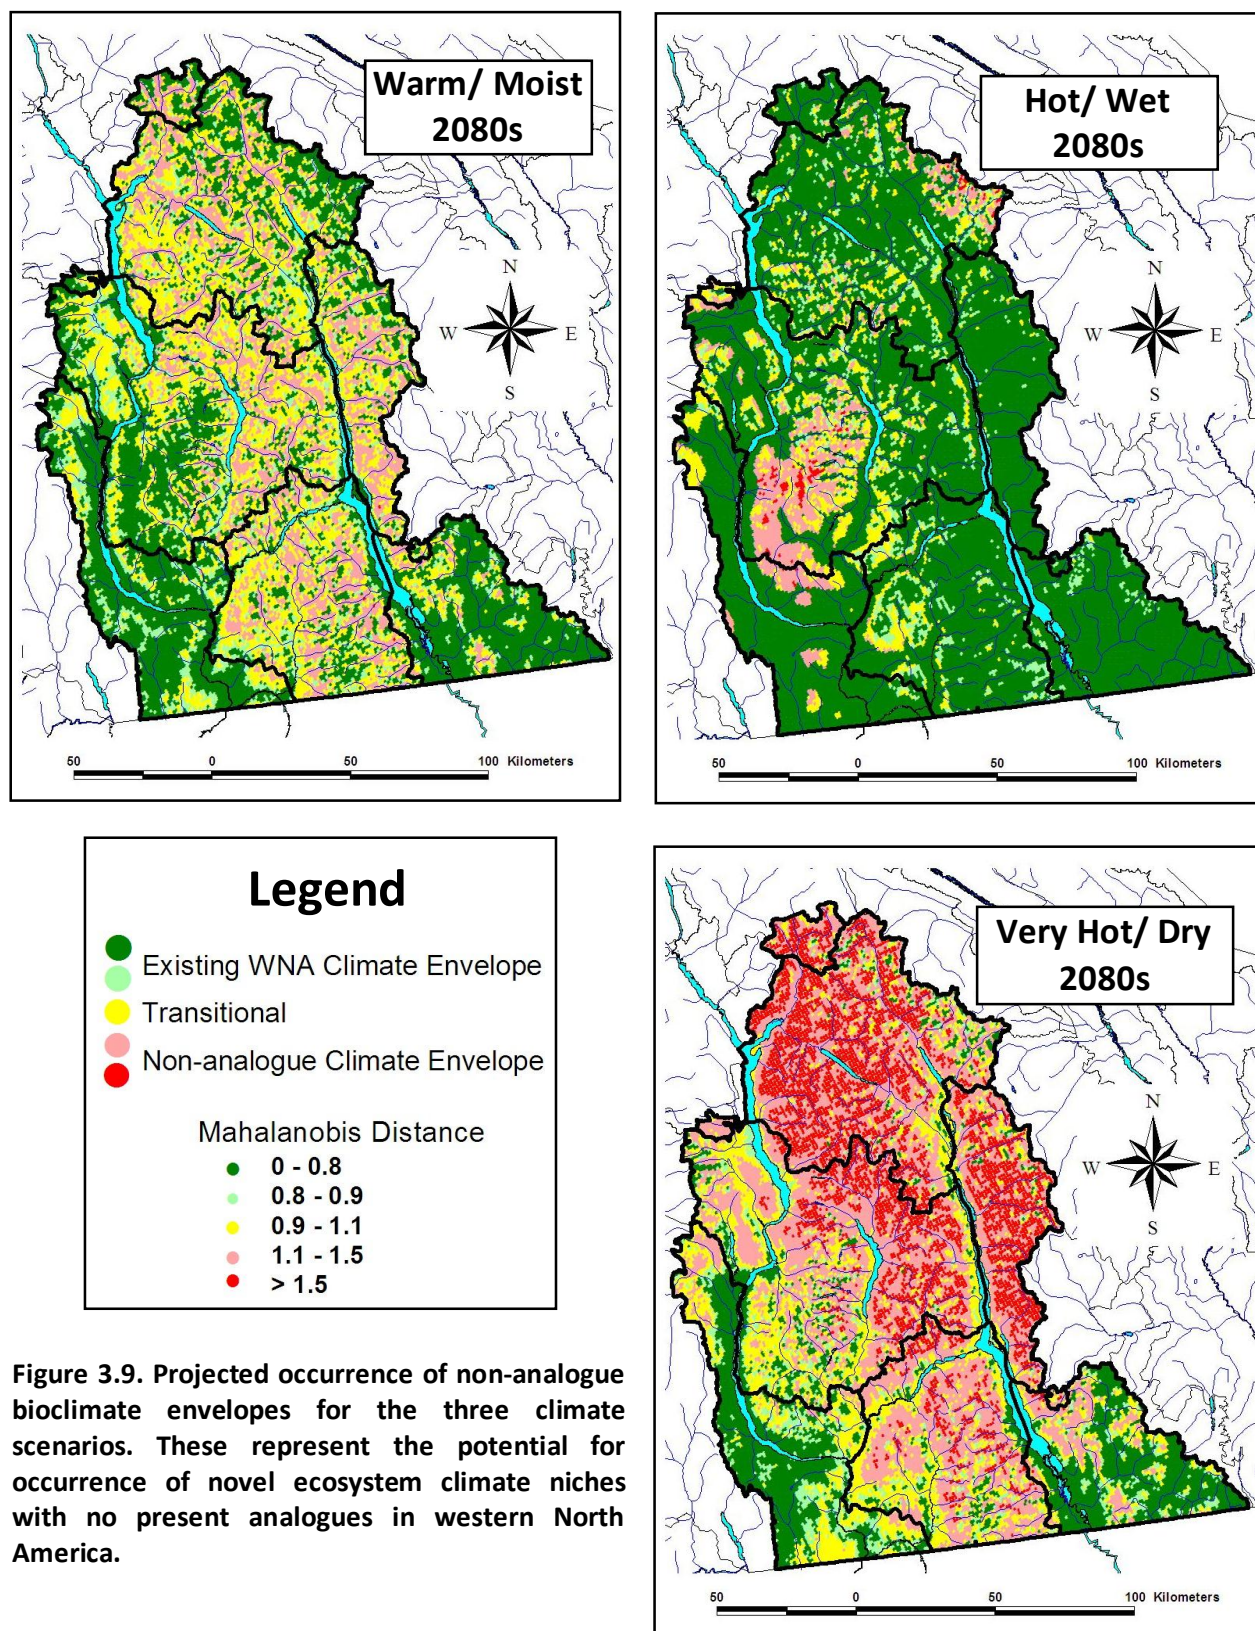 Warm/ Moist
2080s
N
W
E
S
50
0
50
100 Kilometers
Hot/ Wet
2080s
N
W
E
S
50
0
50
100 Kilometers
Legend
Existing WNA Climate Envelope
Transitional
Non-analogue Climate Envelope
Mahalanobis Distance
0 - 0.8
0.8 - 0.9
0.9 - 1.1
1.1 - 1.5
> 1.5
Very Hot/ Dry
2080s
N
W
E
S
50
0
50
100 Kilometers
Figure 3.9. Projected occurrence of non-analogue
bioclimate envelopes for the three climate
scenarios. These represent the potential for
occurrence of novel ecosystem climate niches
with no present analogues in western North
America.